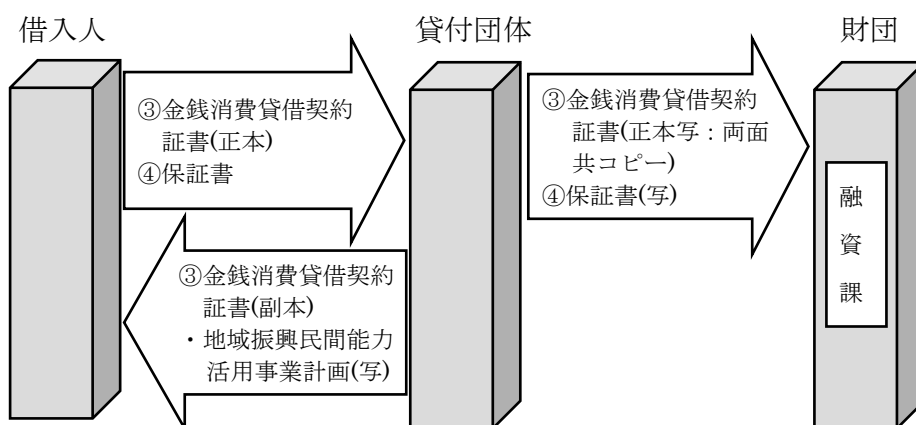 借入人
貸付団体
財団
③金銭消費貸借契約
証書(正本)
④保証書
③金銭消費貸借契約
証書(正本写:両面
共コピー)
④保証書(写)
③金銭消費貸借契約
証書(副本)
・地域振興民間能力
活用事業計画(写)
融
資
課